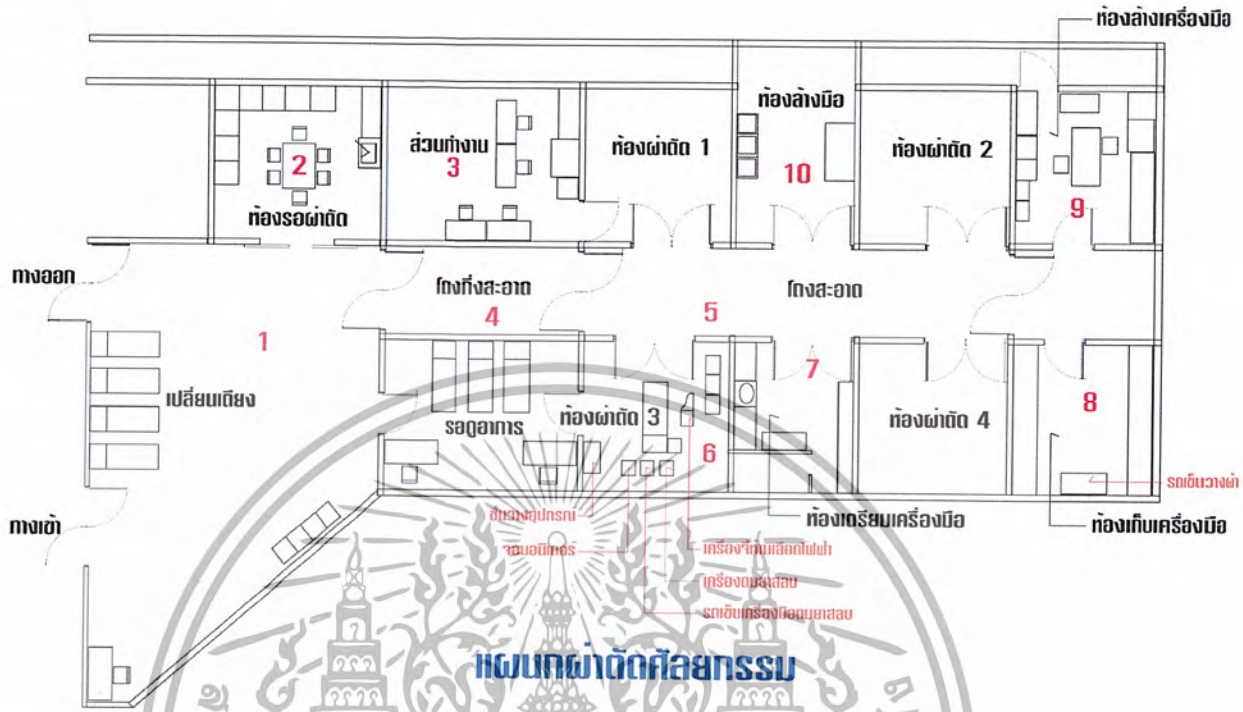 ห้องล้างเครื่องมือ
ห้องล้างมือ
ส่วนทำงาน
3
ห้องผ่าตัด 1
ห้องผ่าตัด 2
2
10
9
ห้องรอผ่าตัด
ทางออก
โถงกึ่งสะอาด
4
โถงสะอาด
5
1
เปลี่ยนเตียง
7
8
รอดูอาการ
ห้องผ่าตัด 3
6
ห้องผ่าตัด 4
รถเข็นวางผ้า
ทางเข้า
ชั้นวางอุปกรณ์
ห้องเตรียมเครื่องมือ
ห้องเก็บเครื่องมือ
จอมอนิเตอร์
เครื่องจี้ห้ามเลือดไฟฟ้า
เครื่องดมยาสลบ
รถเข็นเครื่องมือดมยาสลบ
แผนกผ่าตัดศัลยกรรม